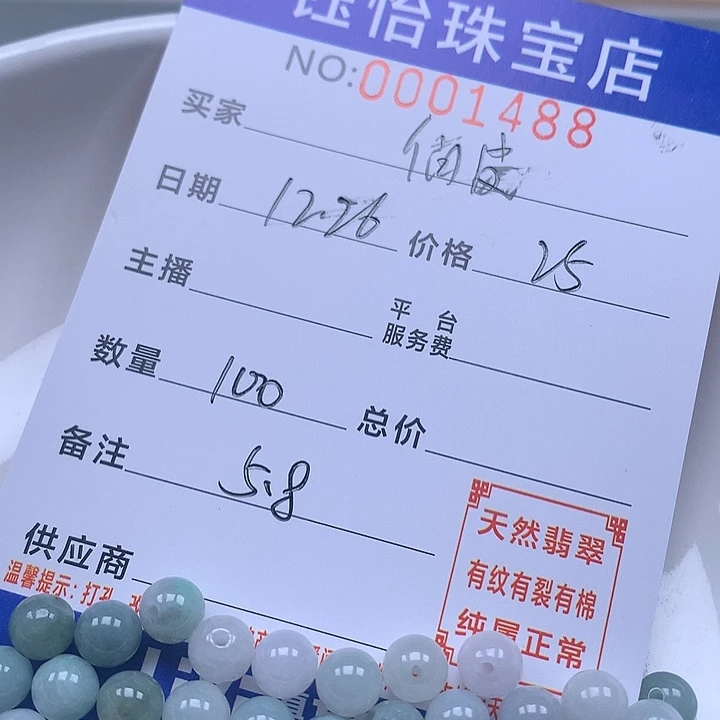 钰怡珠宝店
NO:0001488
买家
日期 12.26 价格 25
主播 平台服务费
数量 100 总价
备注 5.8
供应商
天然翡翠
有纹有裂有棉
纯属正常
温馨提示:打孔